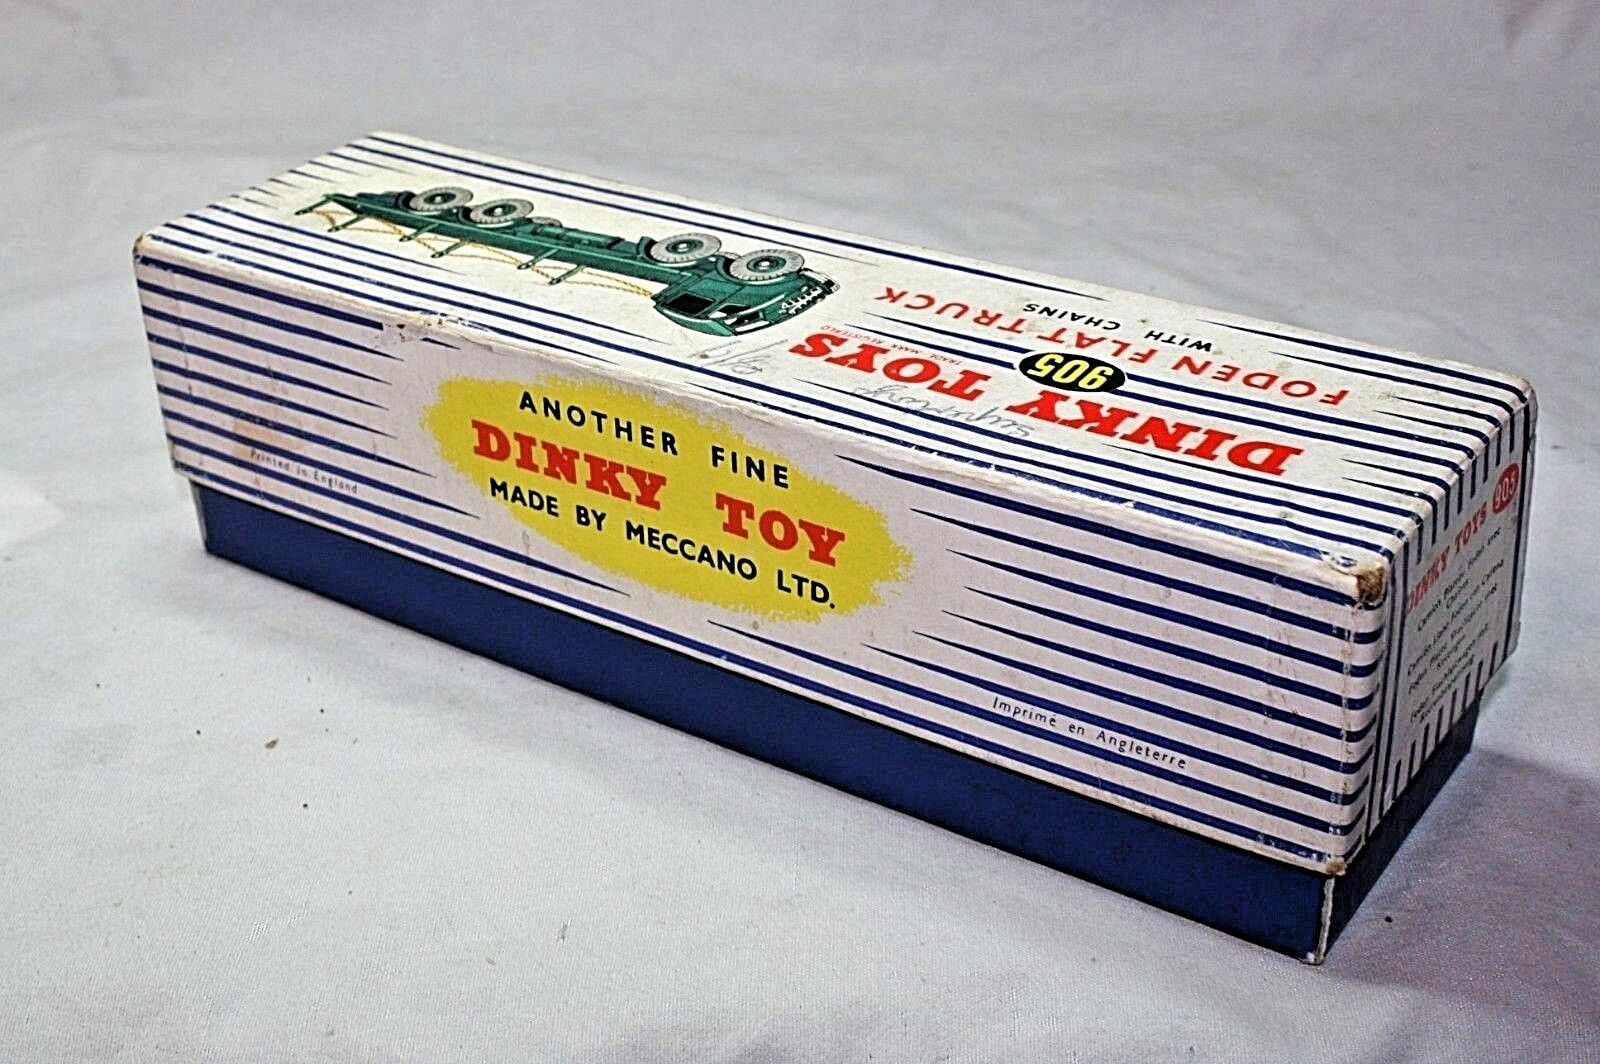 DINKY TOYS
TRADE MARK REGISTERED
905
FODEN FLAT TRUCK
WITH CHAINS
ANOTHER FINE
DINKY TOY
MADE BY MECCANO LTD.
Printed in England
Imprimé en Angleterre
DINKY TOYS 905